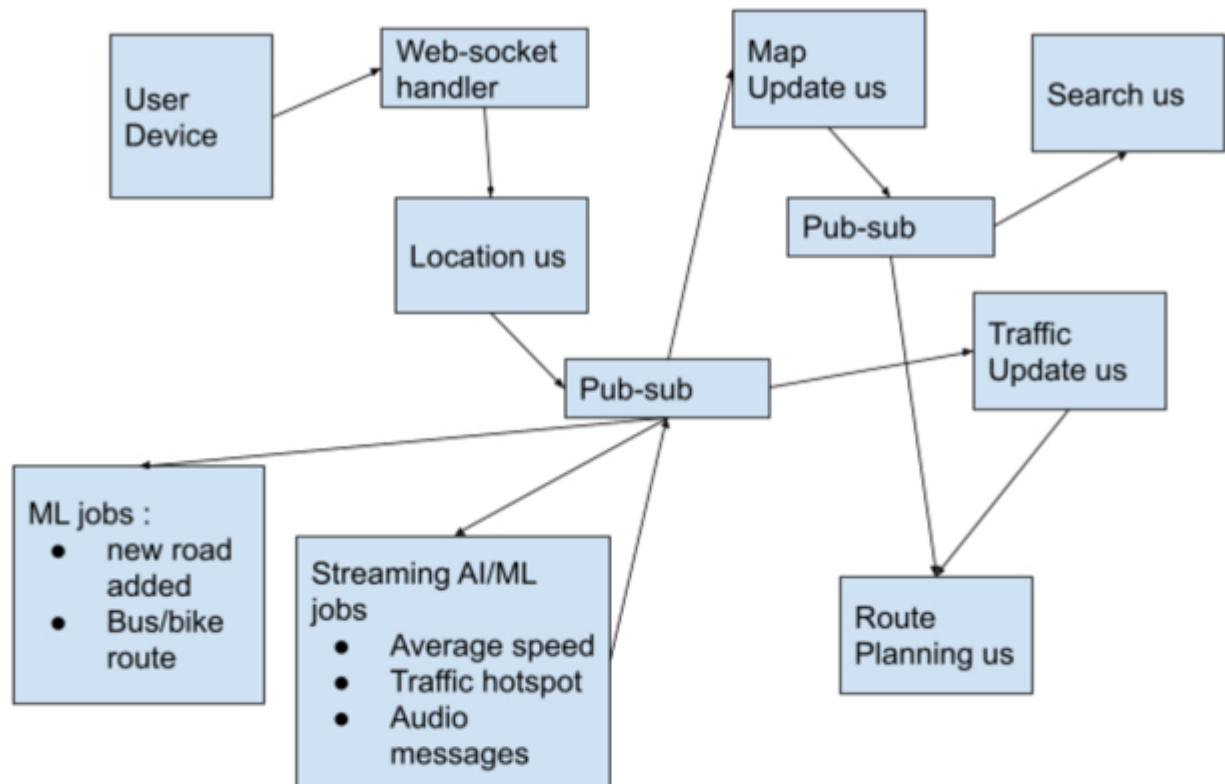 User
Device
Web-socket
handler
Map
Update us
Search us
Location us
Pub-sub
Traffic
Update us
Pub-sub
ML jobs :
● new road
added
● Bus/bike
route
Streaming AI/ML
jobs
● Average speed
● Traffic hotspot
● Audio
messages
Route
Planning us